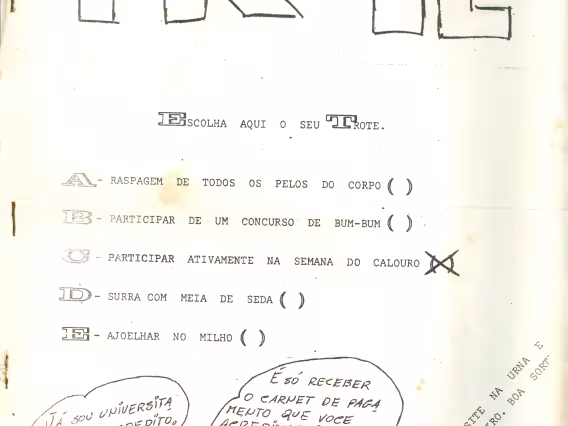 ESCOLHA AQUI O SEU TROTE.
A - RASPAGEM DE TODOS OS PELOS DO CORPO ( )
B - PARTICIPAR DE UM CONCURSO DE BUM-BUM ( )
C - PARTICIPAR ATIVAMENTE NA SEMANA DO CALOURO (X)
D - SURRA COM MEIA DE SEDA ( )
E - AJOELHAR NO MILHO ( )
JÁ SOU UNIVERSITÁ
É SÓ RECEBER
O CARNET DE PAGA
MENTO QUE VOCE
NA URNA E
BOA SORT